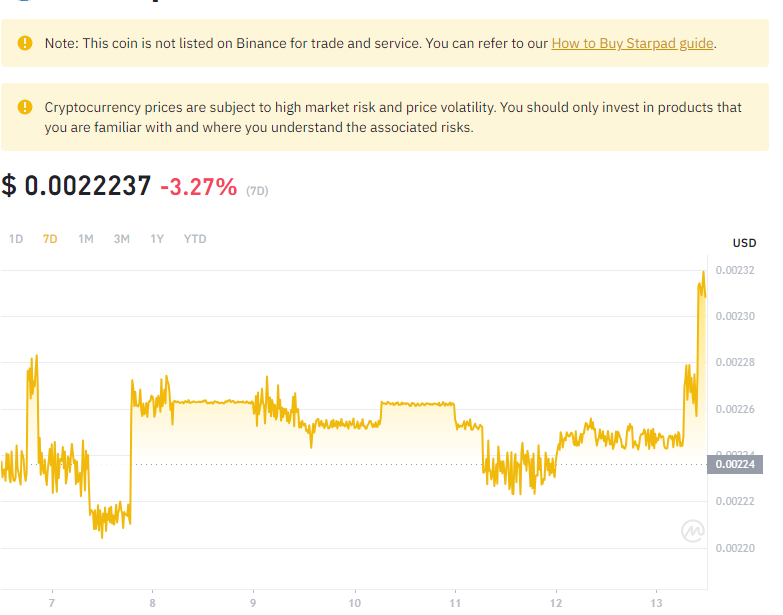 Note: This coin is not listed on Binance for trade and service. You can refer to our How to Buy Starpad guide.
Cryptocurrency prices are subject to high market risk and price volatility. You should only invest in products that
you are familiar with and where you understand the associated risks.
$ 0.0022237 -3.27% (7D)
1D 7D 1M 3M 1Y YTD
USD
0.00232
0.00230
0.00228
0.00226
0.00224
0.00222
0.00220
7 8 9 10 11 12 13